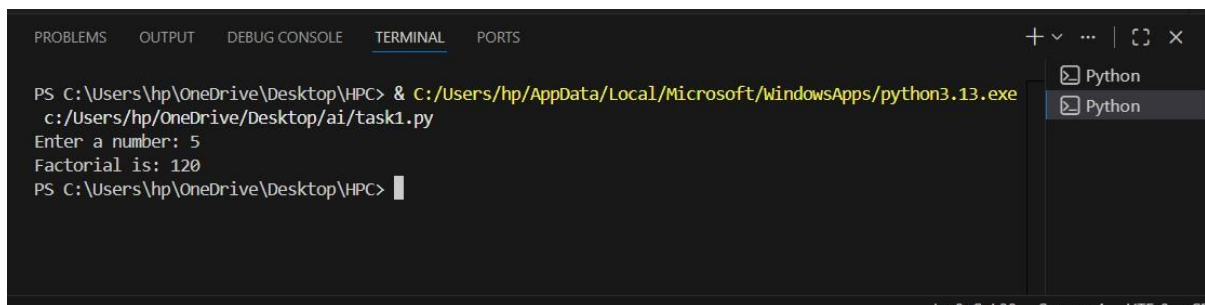 PROBLEMS OUTPUT DEBUG CONSOLE TERMINAL PORTS
Python
Python
PS C:\Users\hp\OneDrive\Desktop\HPC> & C:/Users/hp/AppData/Local/Microsoft/WindowsApps/python3.13.exe
c:/Users/hp/OneDrive/Desktop/ai/task1.py
Enter a number: 5
Factorial is: 120
PS C:\Users\hp\OneDrive\Desktop\HPC>